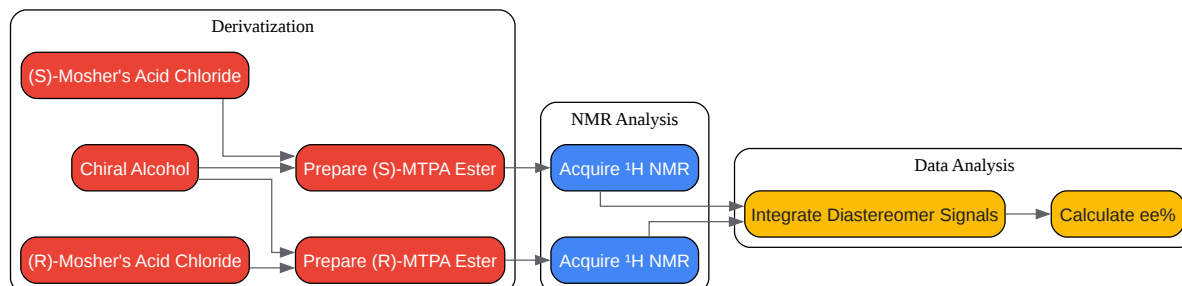 Derivatization
(S)-Mosher's Acid Chloride
Chiral Alcohol
(R)-Mosher's Acid Chloride
Prepare (S)-MTPA Ester
Prepare (R)-MTPA Ester
NMR Analysis
Acquire ¹H NMR
Acquire ¹H NMR
Data Analysis
Integrate Diastereomer Signals
Calculate ee%